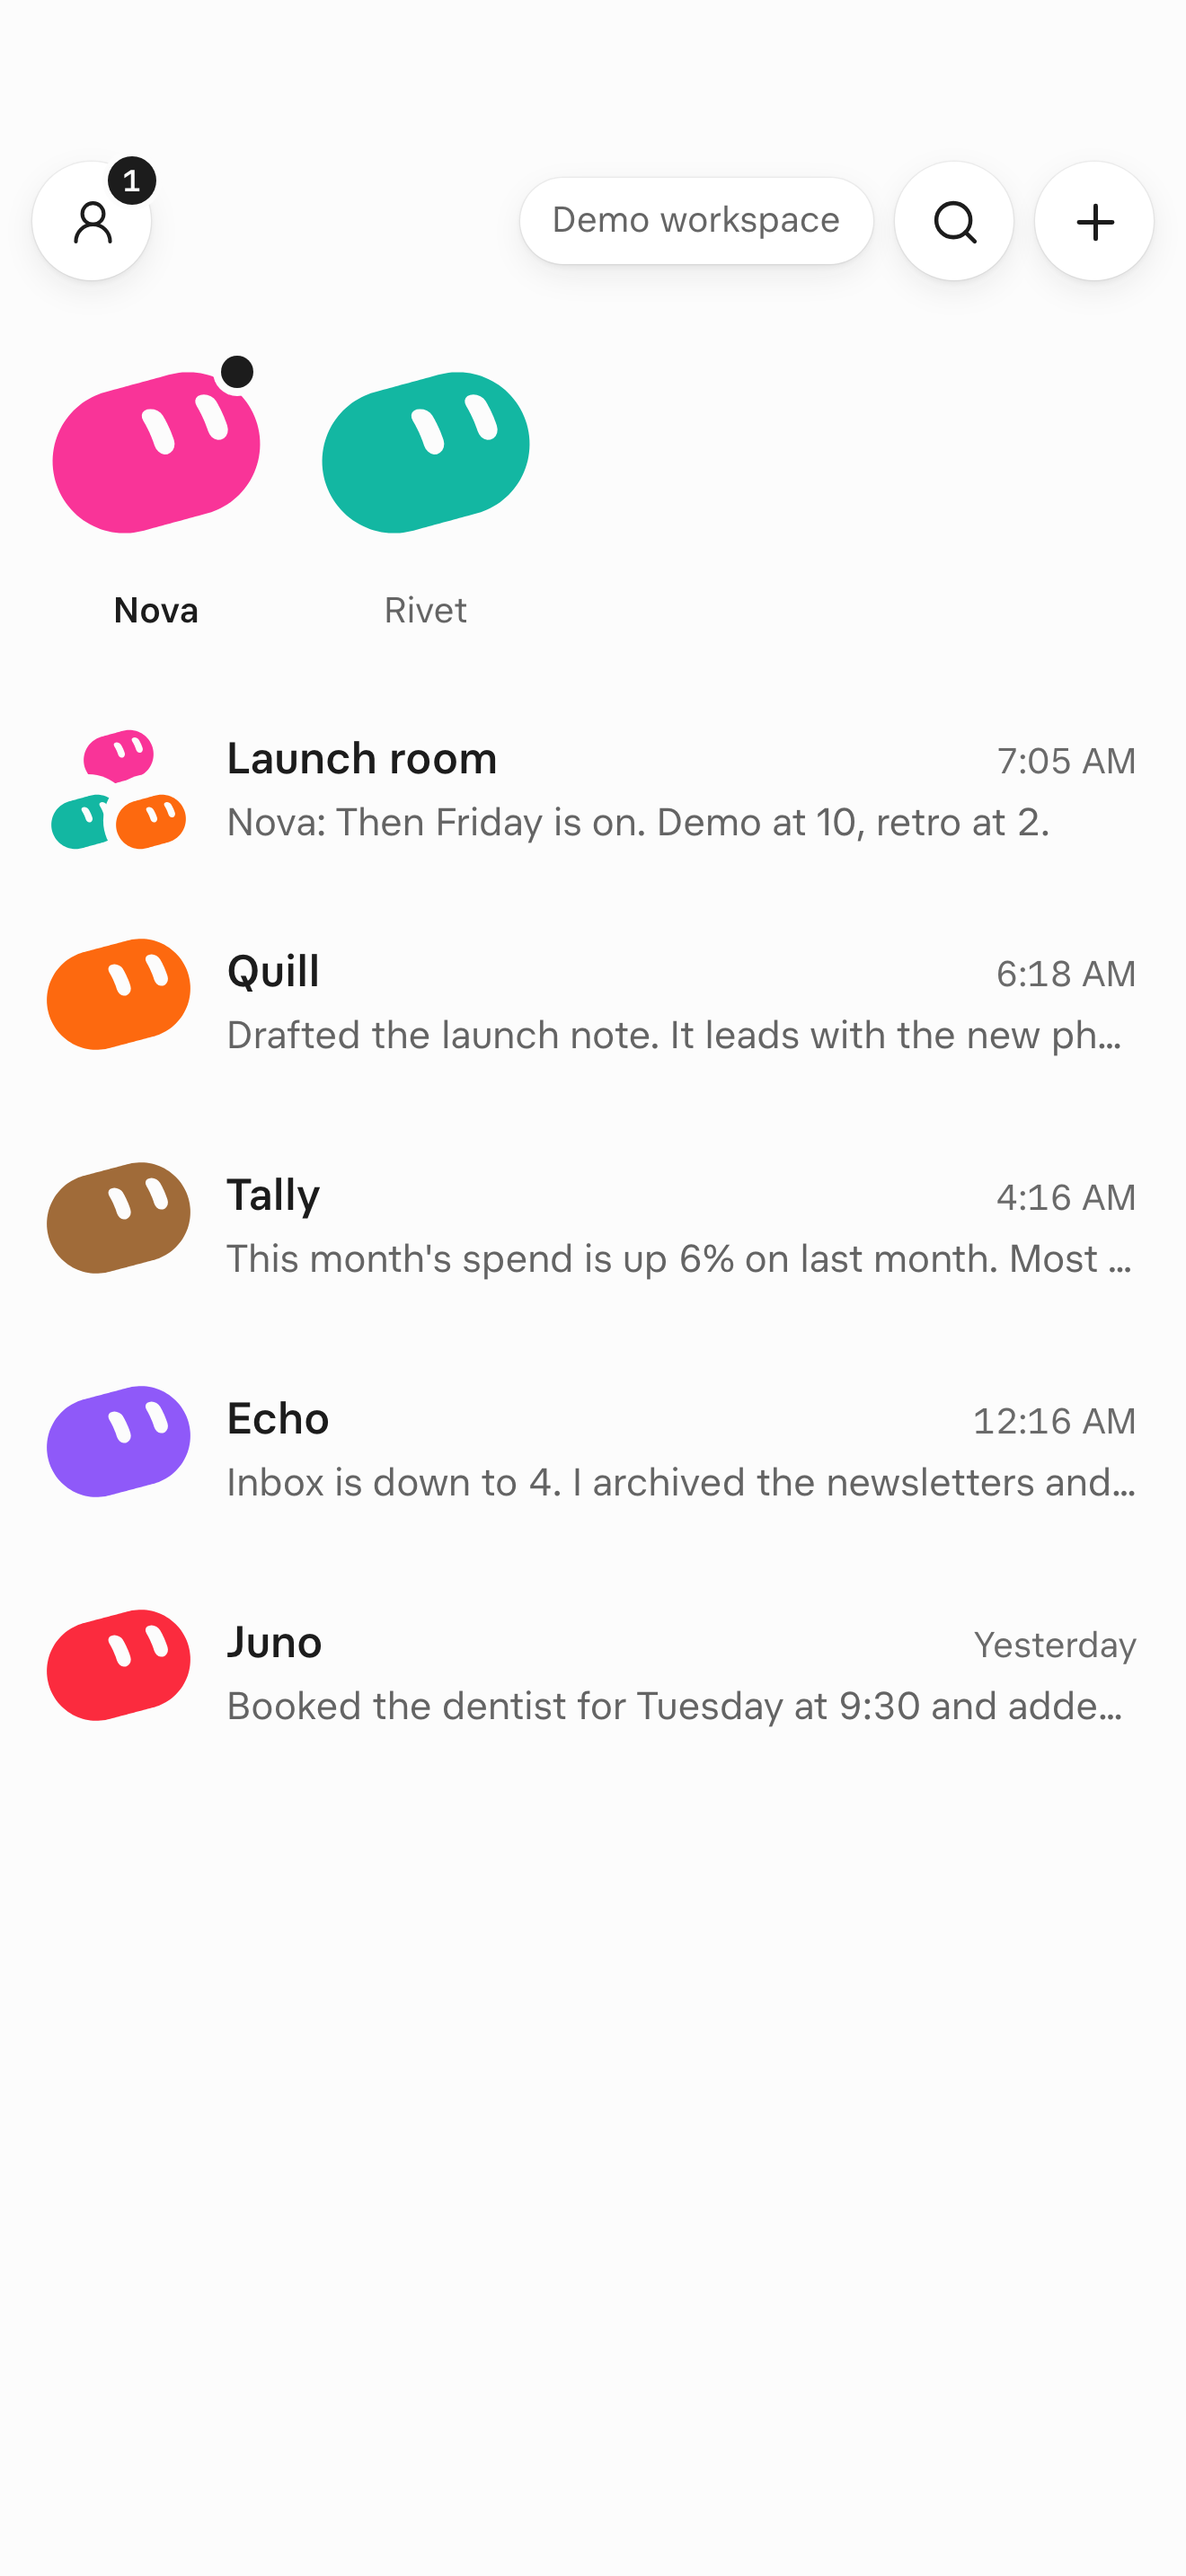 1
Demo workspace
Nova
Rivet
Launch room
7:05 AM
Nova: Then Friday is on. Demo at 10, retro at 2.
Quill
6:18 AM
Drafted the launch note. It leads with the new ph...
Tally
4:16 AM
This month's spend is up 6% on last month. Most ...
Echo
12:16 AM
Inbox is down to 4. I archived the newsletters and...
Juno
Yesterday
Booked the dentist for Tuesday at 9:30 and adde...